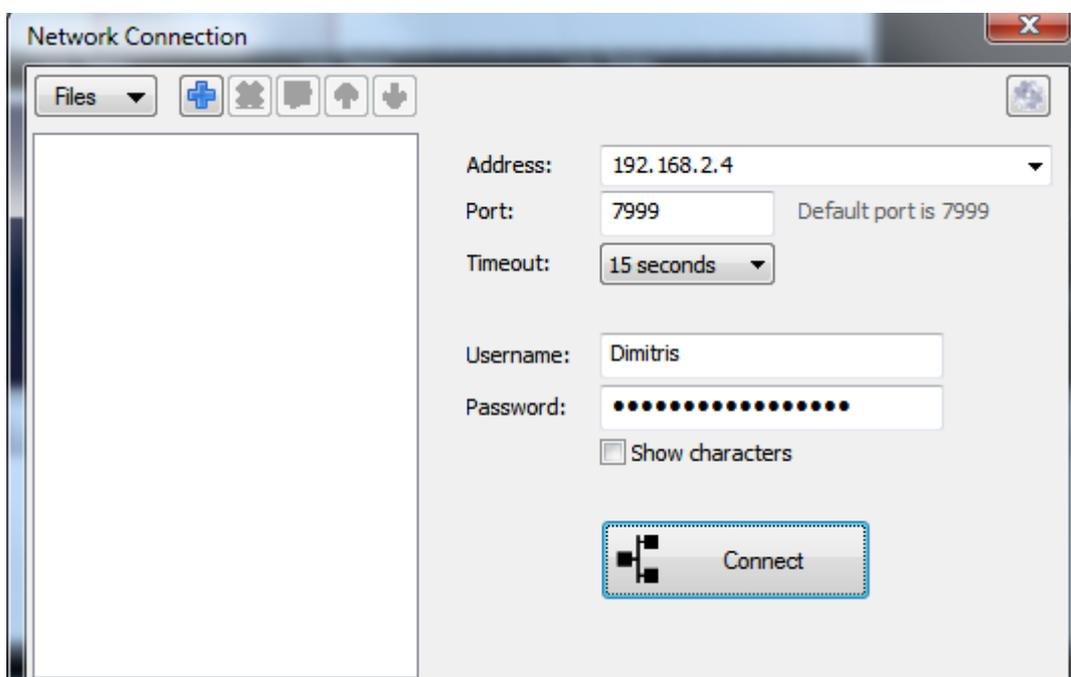 Network Connection
Files
Address: 192.168.2.4
Port: 7999 Default port is 7999
Timeout: 15 seconds
Username: Dimitris
Password: •••••••••••••••••
Show characters
Connect